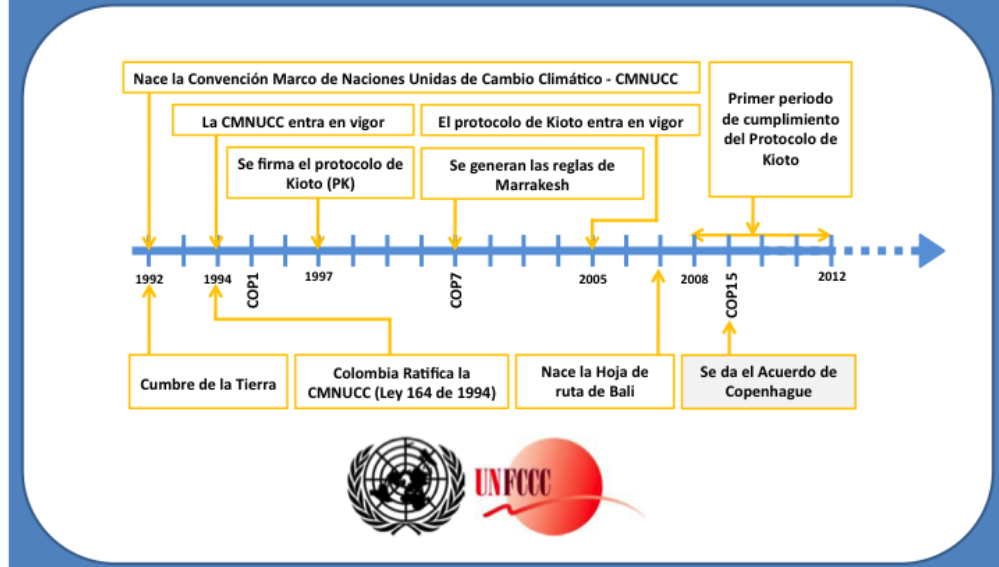 Nace la Convención Marco de Naciones Unidas de Cambio Climático - CMNUCC
La CMNUCC entra en vigor
El protocolo de Kioto entra en vigor
Primer periodo
de cumplimiento
del Protocolo de
Kioto
Se firma el protocolo de
Kioto (PK)
Se generan las reglas de
Marrakesh
1992
1994
COP1
1997
COP7
2005
2008
COP15
2012
Cumbre de la Tierra
Colombia Ratifica la
CMNUCC (Ley 164 de 1994)
Nace la Hoja de
ruta de Bali
Se da el Acuerdo de
Copenhague
UNFCCC